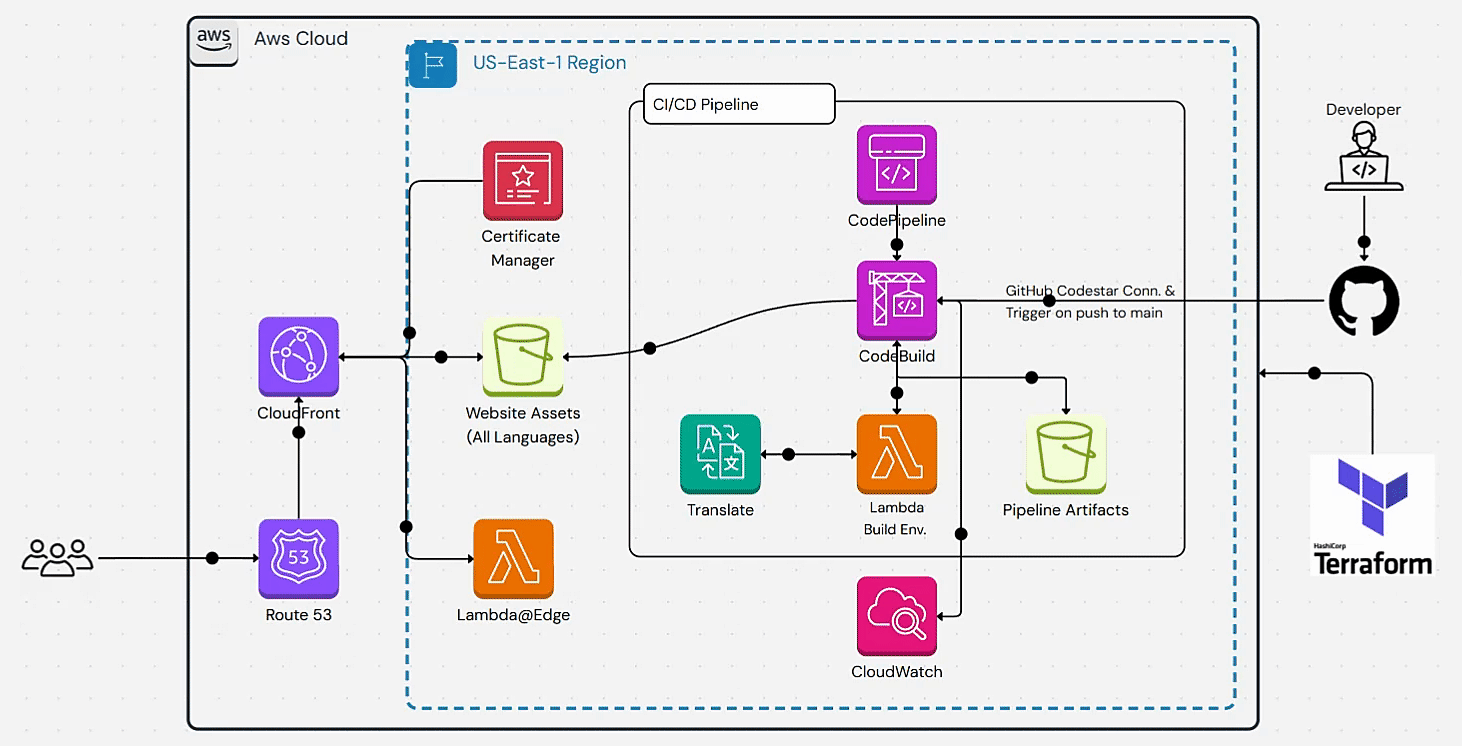 aws
Aws Cloud
US-East-1 Region
CI/CD Pipeline
Developer
CodePipeline
Certificate
Manager
GitHub Codestar Conn. &
Trigger on push to main
CodeBuild
CloudFront
Website Assets
(All Languages)
A
文
Translate
Lambda
Build Env.
Pipeline Artifacts
HashiCorp
Terraform
53
Route 53
Lambda@Edge
CloudWatch